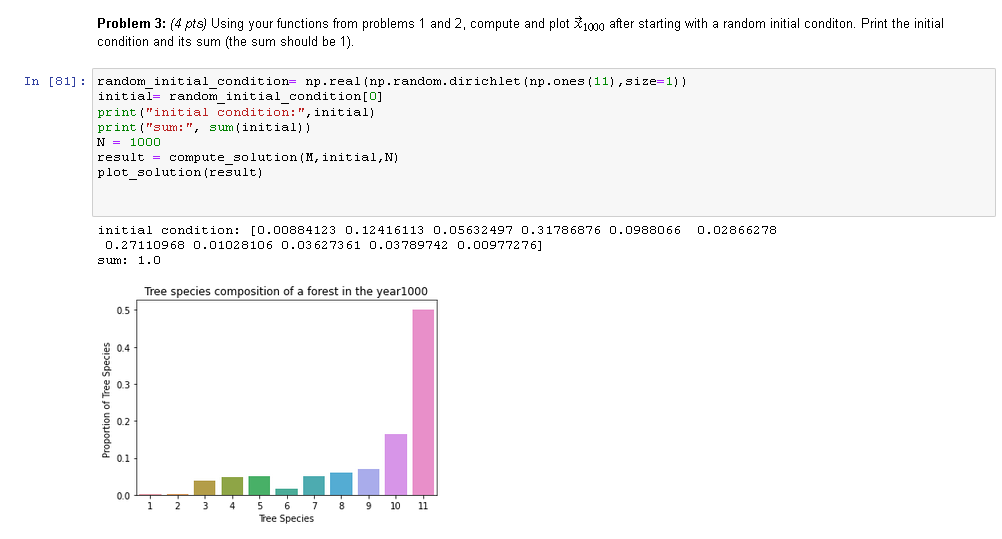 Problem 3: (4 pts) Using your functions from problems 1 and 2, compute and plot x⃗₁₀₀₀ after starting with a random initial conditon. Print the initial
condition and its sum (the sum should be 1).
In [81]: random_initial_condition= np.real(np.random.dirichlet(np.ones(11),size=1))
initial= random_initial_condition[0]
print("initial condition:",initial)
print("sum:", sum(initial))
N = 1000
result = compute_solution(M,initial,N)
plot_solution(result)
initial condition: [0.00884123 0.12416113 0.05632497 0.31786876 0.0988066  0.02866278
 0.27110968 0.01028106 0.03627361 0.03789742 0.00977276]
sum: 1.0
Tree species composition of a forest in the year1000
Proportion of Tree Species
0.5
0.4
0.3
0.2
0.1
0.0
1 2 3 4 5 6 7 8 9 10 11
Tree Species